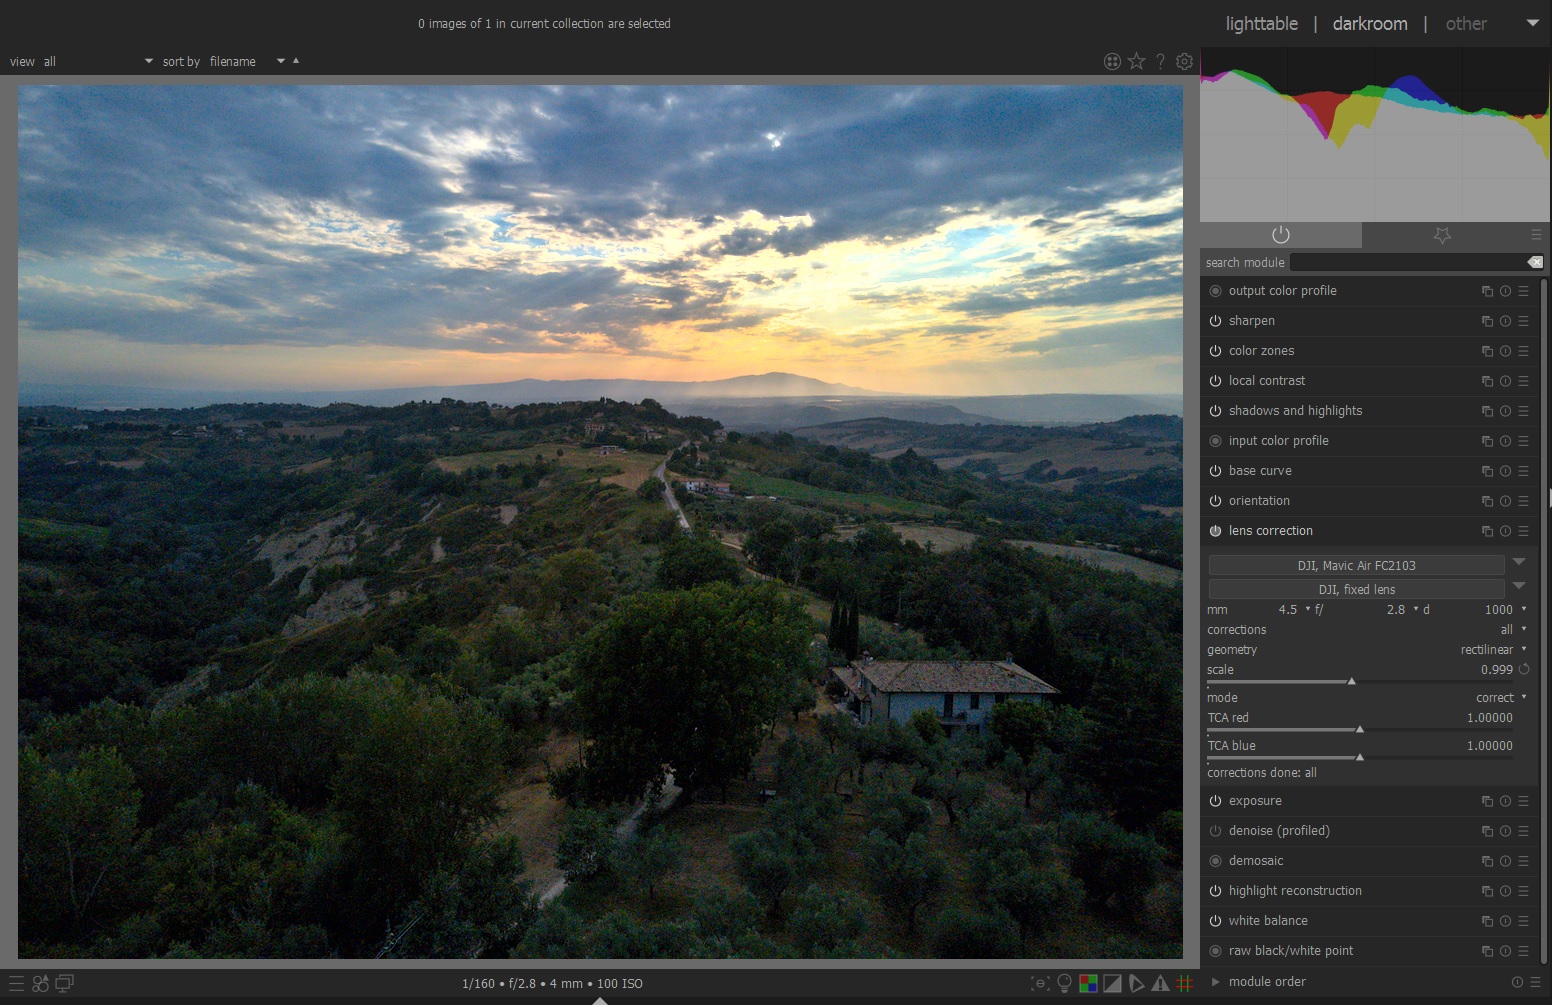 0 images of 1 in current collection are selected
lighttable | darkroom | other
view all sort by filename
?
search module
output color profile
sharpen
color zones
local contrast
shadows and highlights
input color profile
base curve
orientation
lens correction
DJI, Mavic Air FC2103
DJI, fixed lens
mm 4.5 f/ 2.8 d 1000
corrections all
geometry rectilinear
scale 0.999
mode correct
TCA red 1.00000
TCA blue 1.00000
corrections done: all
exposure
denoise (profiled)
demosaic
highlight reconstruction
white balance
raw black/white point
1/160 • f/2.8 • 4 mm • 100 ISO
module order